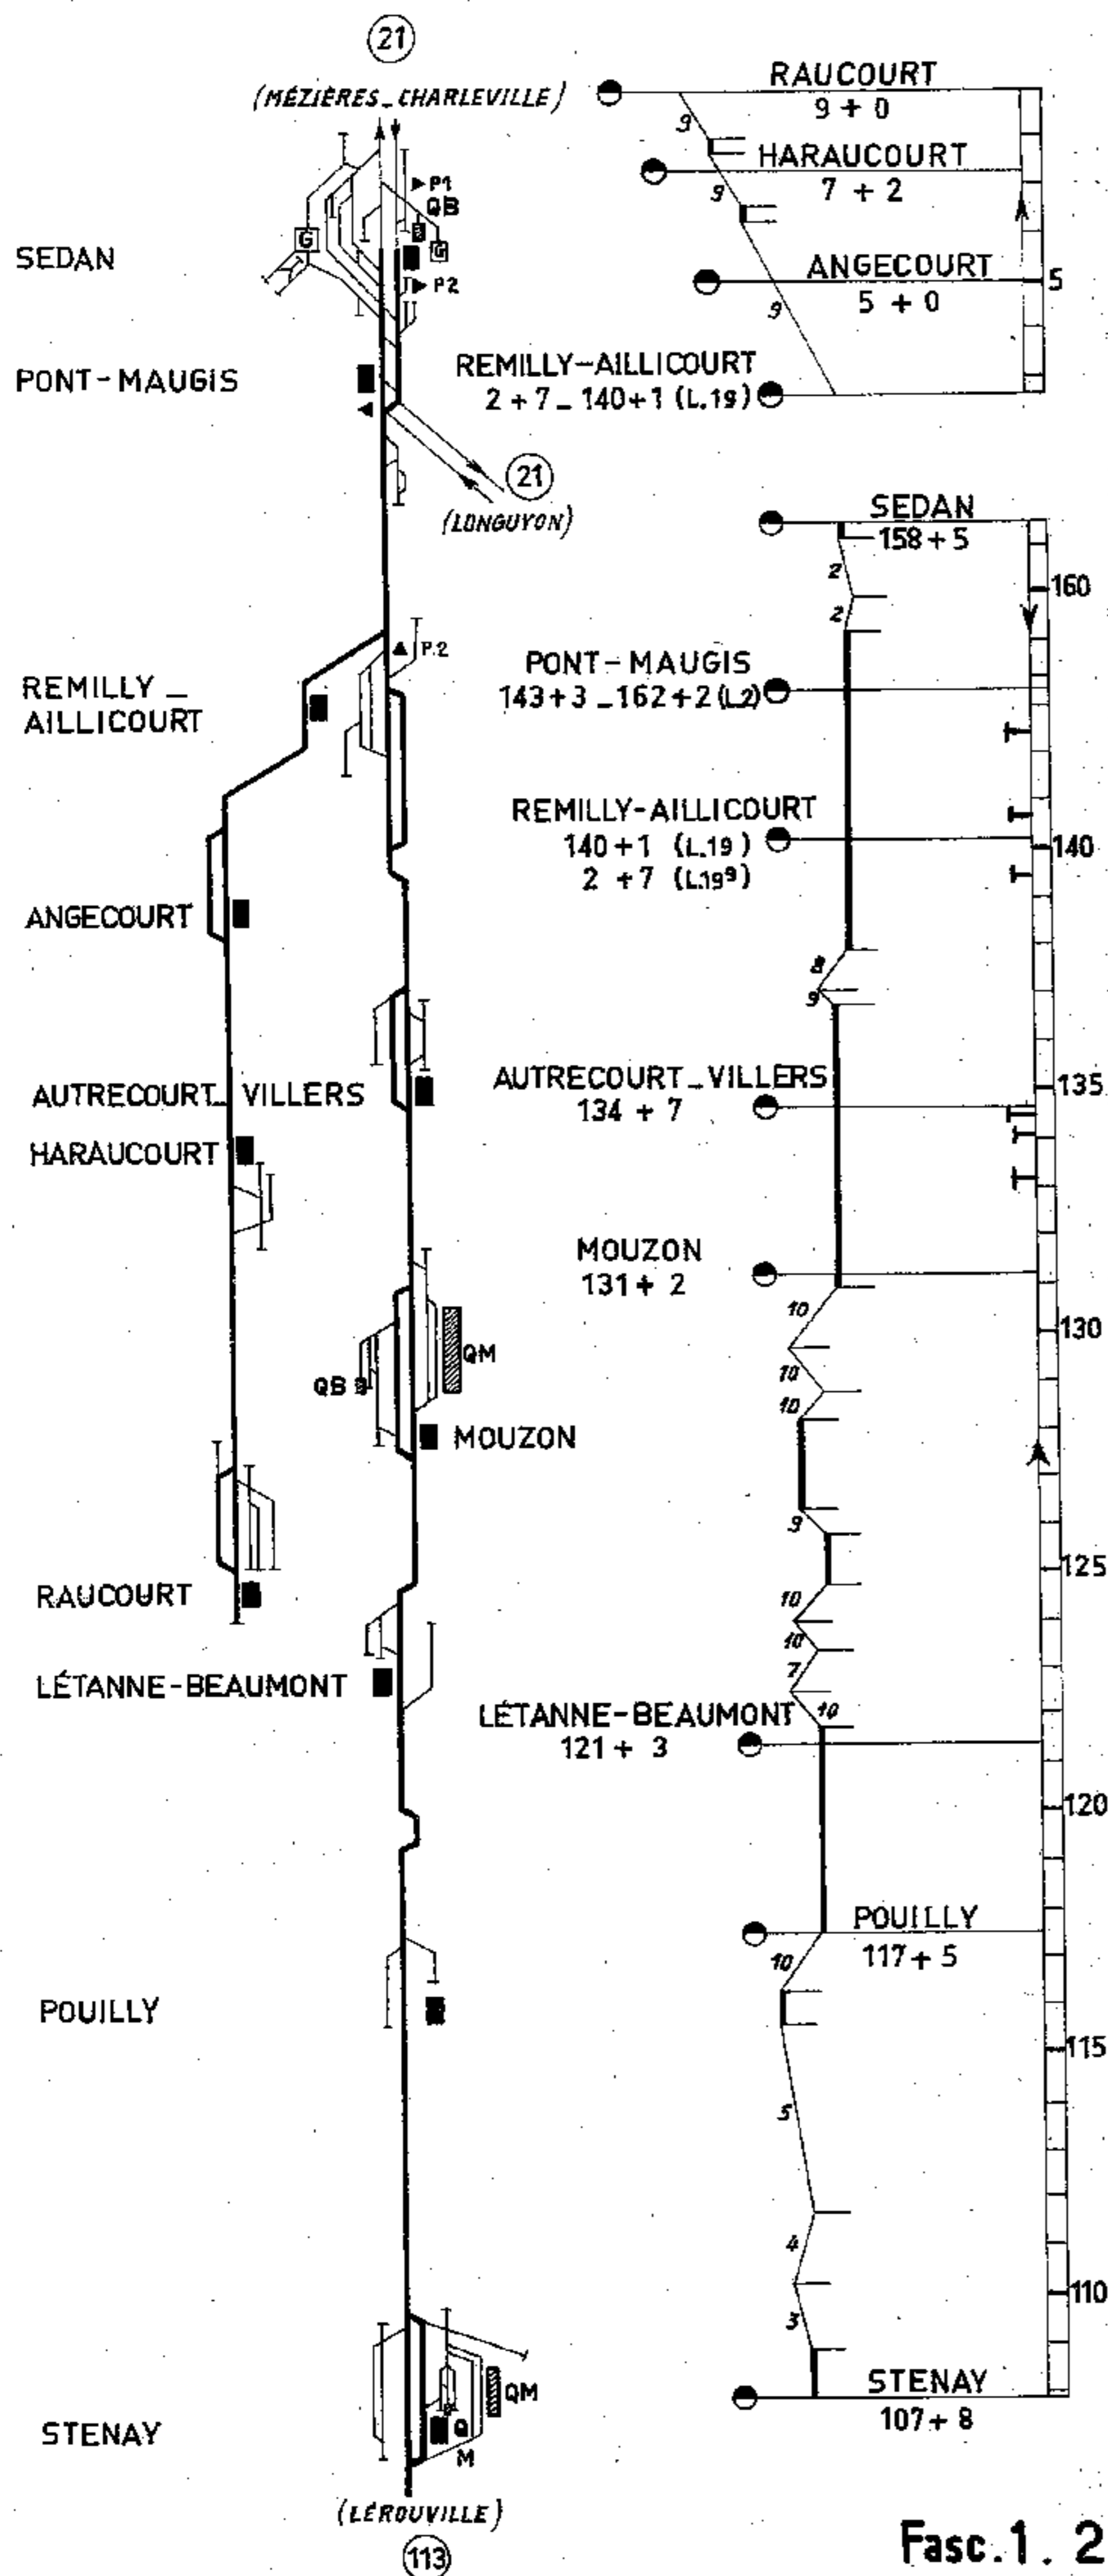 21
(MÉZIÈRES_CHARLEVILLE)
P1
QB
G
G
SEDAN
P2
PONT-MAUGIS
21
(LONGUYON)
P.2
REMILLY _
AILLICOURT
ANGECOURT
AUTRECOURT_VILLERS
HARAUCOURT
QM
QB
MOUZON
RAUCOURT
LÉTANNE-BEAUMONT
POUILLY
QM
Q
M
STENAY
(LÉROUVILLE)
113
RAUCOURT
9 + 0
9
HARAUCOURT
7 + 2
9
ANGECOURT
5 + 0
5
9
REMILLY-AILLICOURT
2 + 7 _ 140+1 (L.19)
SEDAN
158 + 5
2
160
2
PONT-MAUGIS
143+3 _ 162+2 (L2)
REMILLY-AILLICOURT
140+1 (L.19)
2 +7 (L.19⁹)
140
8
9
AUTRECOURT_VILLERS
134 + 7
135
MOUZON
131 + 2
10
130
10
10
9
125
10
10
7
10
LÉTANNE-BEAUMONT
121 + 3
120
POUILLY
117 + 5
10
115
5
4
110
3
STENAY
107 + 8
Fasc.1. 2